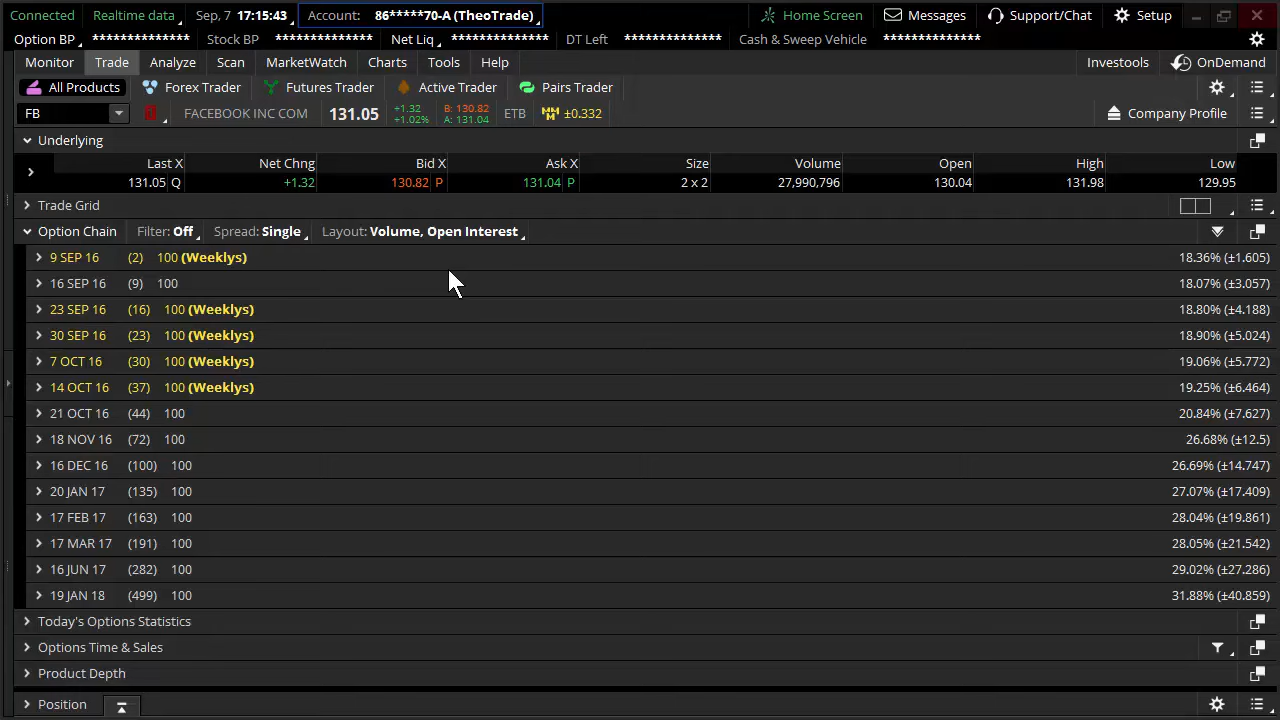 Connected Realtime data Sep, 7 17:15:43 Account: 86*****70-A (TheoTrade) Home Screen Messages Support/Chat Setup
Option BP ************** Stock BP ************** Net Liq ************** DT Left ************** Cash & Sweep Vehicle **************
Monitor Trade Analyze Scan MarketWatch Charts Tools Help Investools OnDemand
All Products Forex Trader Futures Trader Active Trader Pairs Trader
FB FACEBOOK INC COM 131.05 +1.32 +1.02% B: 130.82 A: 131.04 ETB ±0.332 Company Profile
Underlying
Last X Net Chng Bid X Ask X Size Volume Open High Low
131.05 Q +1.32 130.82 P 131.04 P 2 x 2 27,990,796 130.04 131.98 129.95
Trade Grid
Option Chain Filter: Off Spread: Single Layout: Volume, Open Interest
9 SEP 16 (2) 100 (Weeklys) 18.36% (±1.605)
16 SEP 16 (9) 100 18.07% (±3.057)
23 SEP 16 (16) 100 (Weeklys) 18.80% (±4.188)
30 SEP 16 (23) 100 (Weeklys) 18.90% (±5.024)
7 OCT 16 (30) 100 (Weeklys) 19.06% (±5.772)
14 OCT 16 (37) 100 (Weeklys) 19.25% (±6.464)
21 OCT 16 (44) 100 20.84% (±7.627)
18 NOV 16 (72) 100 26.68% (±12.5)
16 DEC 16 (100) 100 26.69% (±14.747)
20 JAN 17 (135) 100 27.07% (±17.409)
17 FEB 17 (163) 100 28.04% (±19.861)
17 MAR 17 (191) 100 28.05% (±21.542)
16 JUN 17 (282) 100 29.02% (±27.286)
19 JAN 18 (499) 100 31.88% (±40.859)
Today's Options Statistics
Options Time & Sales
Product Depth
Position